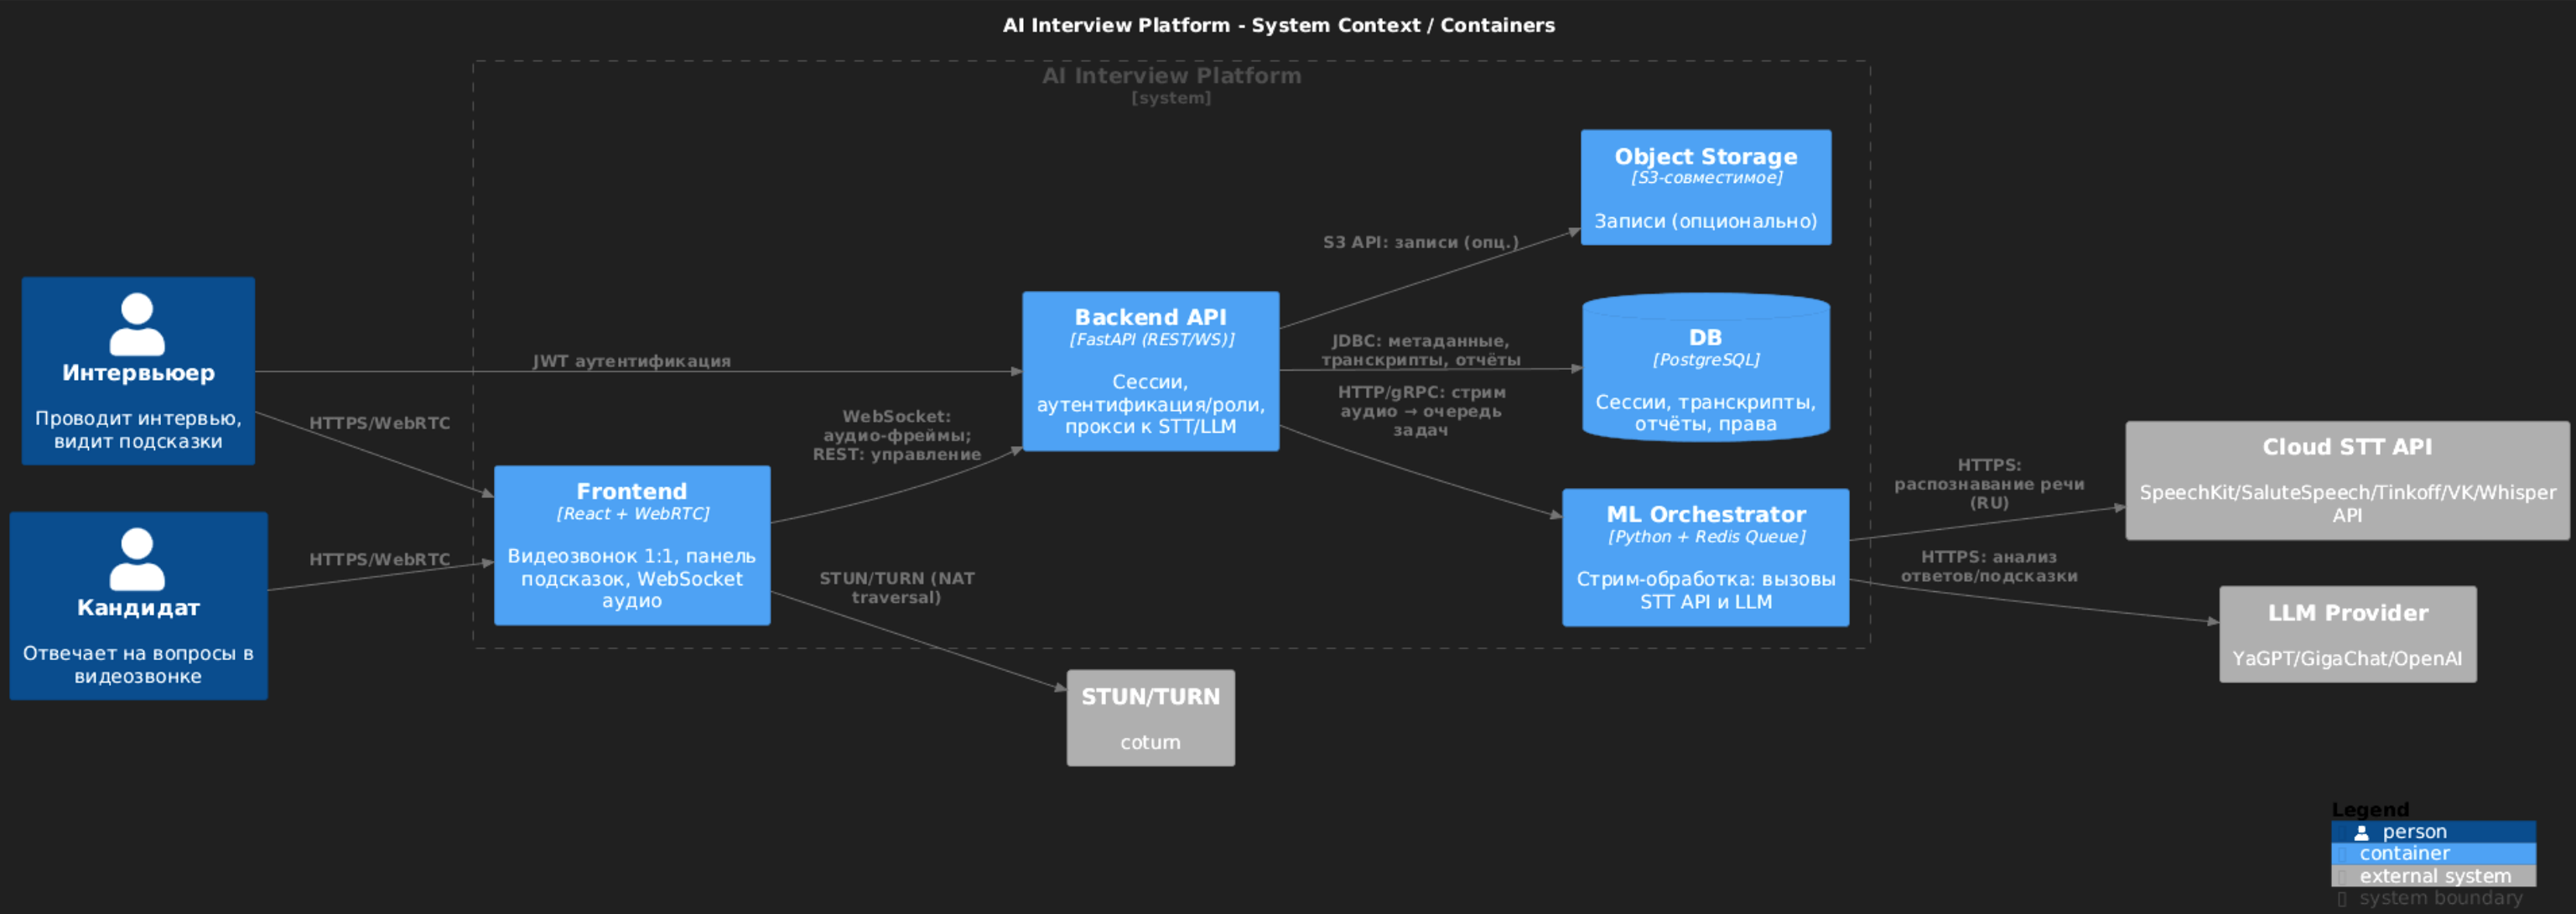 AI Interview Platform - System Context / Containers
AI Interview Platform
[system]
Object Storage
[S3-совместимое]
Записи (опционально)
S3 API: записи (опц.)
Интервьюер
Проводит интервью,
видит подсказки
JWT аутентификация
HTTPS/WebRTC
Backend API
[FastAPI (REST/WS)]
Сессии,
аутентификация/роли,
прокси к STT/LLM
JDBC: метаданные,
транскрипты, отчёты
HTTP/gRPC: стрим
аудио → очередь
задач
DB
[PostgreSQL]
Сессии, транскрипты,
отчёты, права
WebSocket:
аудио-фреймы;
REST: управление
Frontend
[React + WebRTC]
Видеозвонок 1:1, панель
подсказок, WebSocket
аудио
Кандидат
Отвечает на вопросы в
видеозвонке
HTTPS/WebRTC
STUN/TURN (NAT
traversal)
ML Orchestrator
[Python + Redis Queue]
Стрим-обработка: вызовы
STT API и LLM
HTTPS:
распознавание речи
(RU)
HTTPS: анализ
ответов/подсказки
Cloud STT API
SpeechKit/SaluteSpeech/Tinkoff/VK/Whisper
API
LLM Provider
YaGPT/GigaChat/OpenAI
STUN/TURN
coturn
Legend
person
container
external system
system boundary